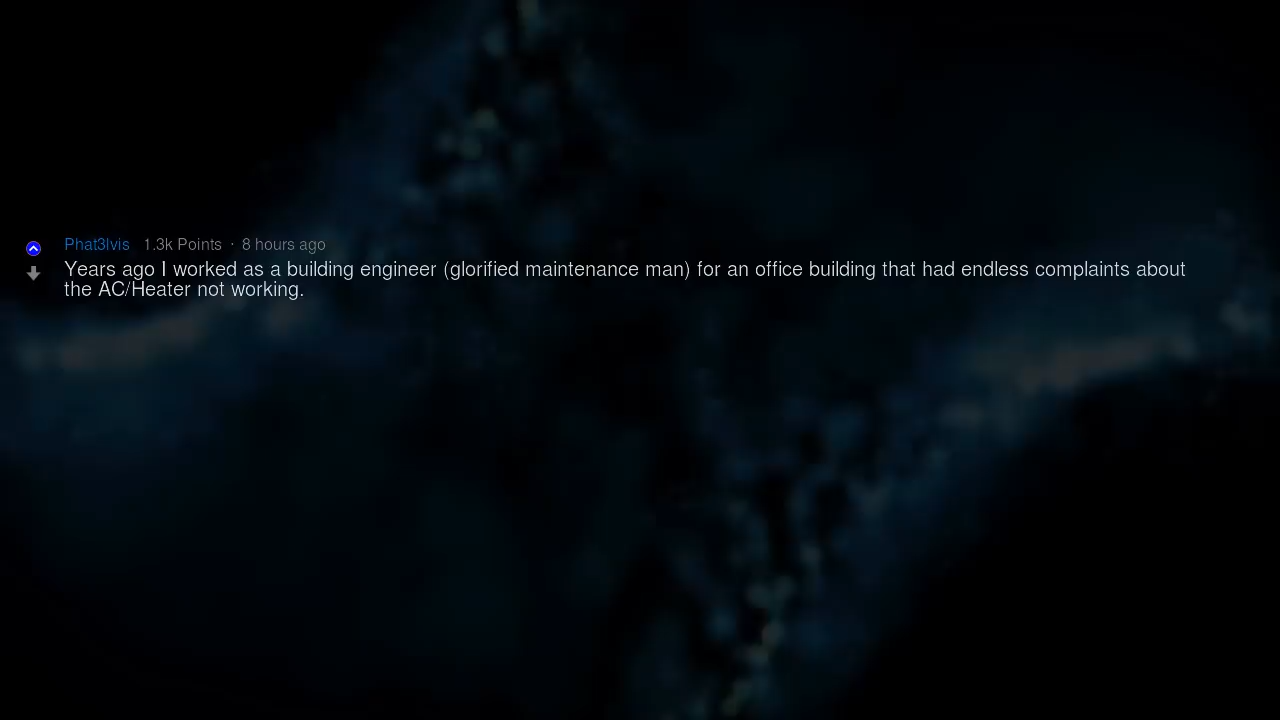 Phat3lvis 1.3k Points · 8 hours ago
Years ago I worked as a building engineer (glorified maintenance man) for an office building that had endless complaints about
the AC/Heater not working.